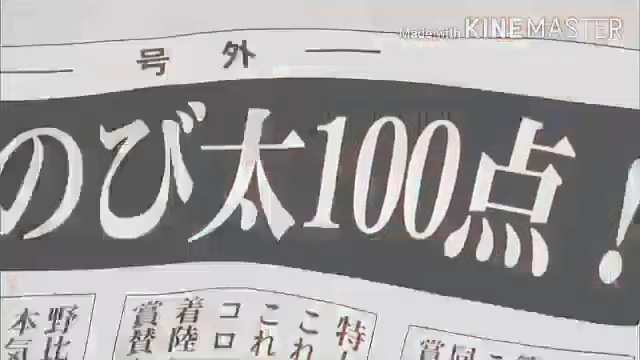 Made with KINEMASTER
号外
のび太100点！
特
これ
これ
コロ
着陸
賞賛
野比
本気
賞